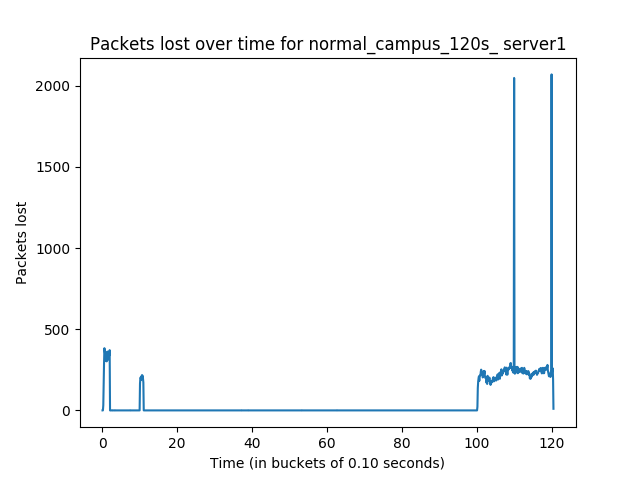 Packets lost over time for normal_campus_120s_ server1
2000
1500
1000
500
0
Packets lost
0 20 40 60 80 100 120
Time (in buckets of 0.10 seconds)